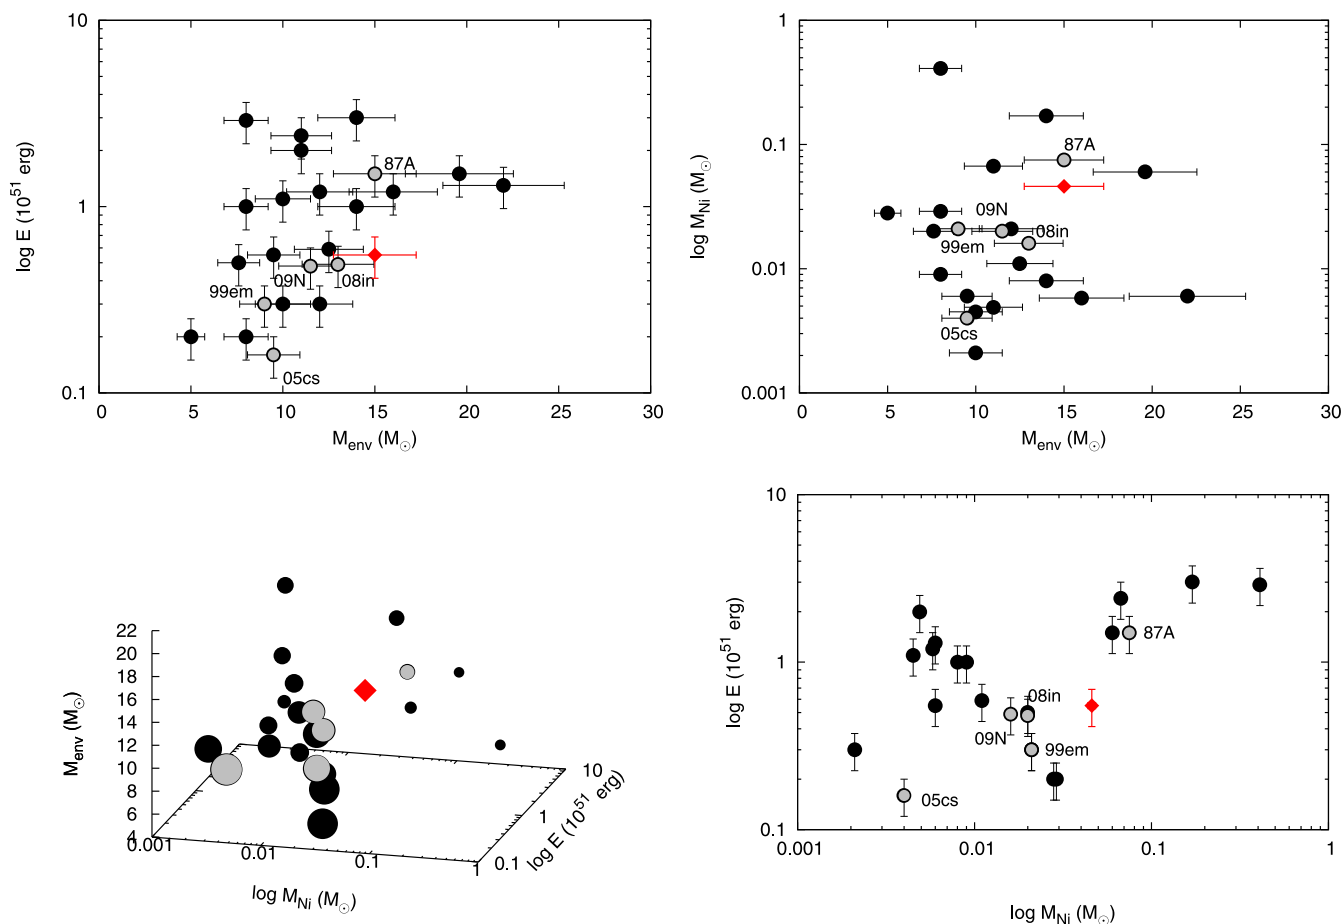 10
1
0.1
log E (10^51 erg)
87A
09N
08in
99em
05cs
0
5
10
15
20
25
30
M_env (M_⊙)
1
0.1
0.01
0.001
log M_Ni (M_⊙)
87A
09N
08in
99em
05cs
0
5
10
15
20
25
30
M_env (M_⊙)
22
20
18
16
14
12
10
8
6
4
M_env (M_⊙)
0.001
0.01
0.1
1
log M_Ni (M_⊙)
0.1
1
10
log E (10^51 erg)
10
1
0.1
log E (10^51 erg)
87A
08in
09N
99em
05cs
0.001
0.01
0.1
1
log M_Ni (M_⊙)